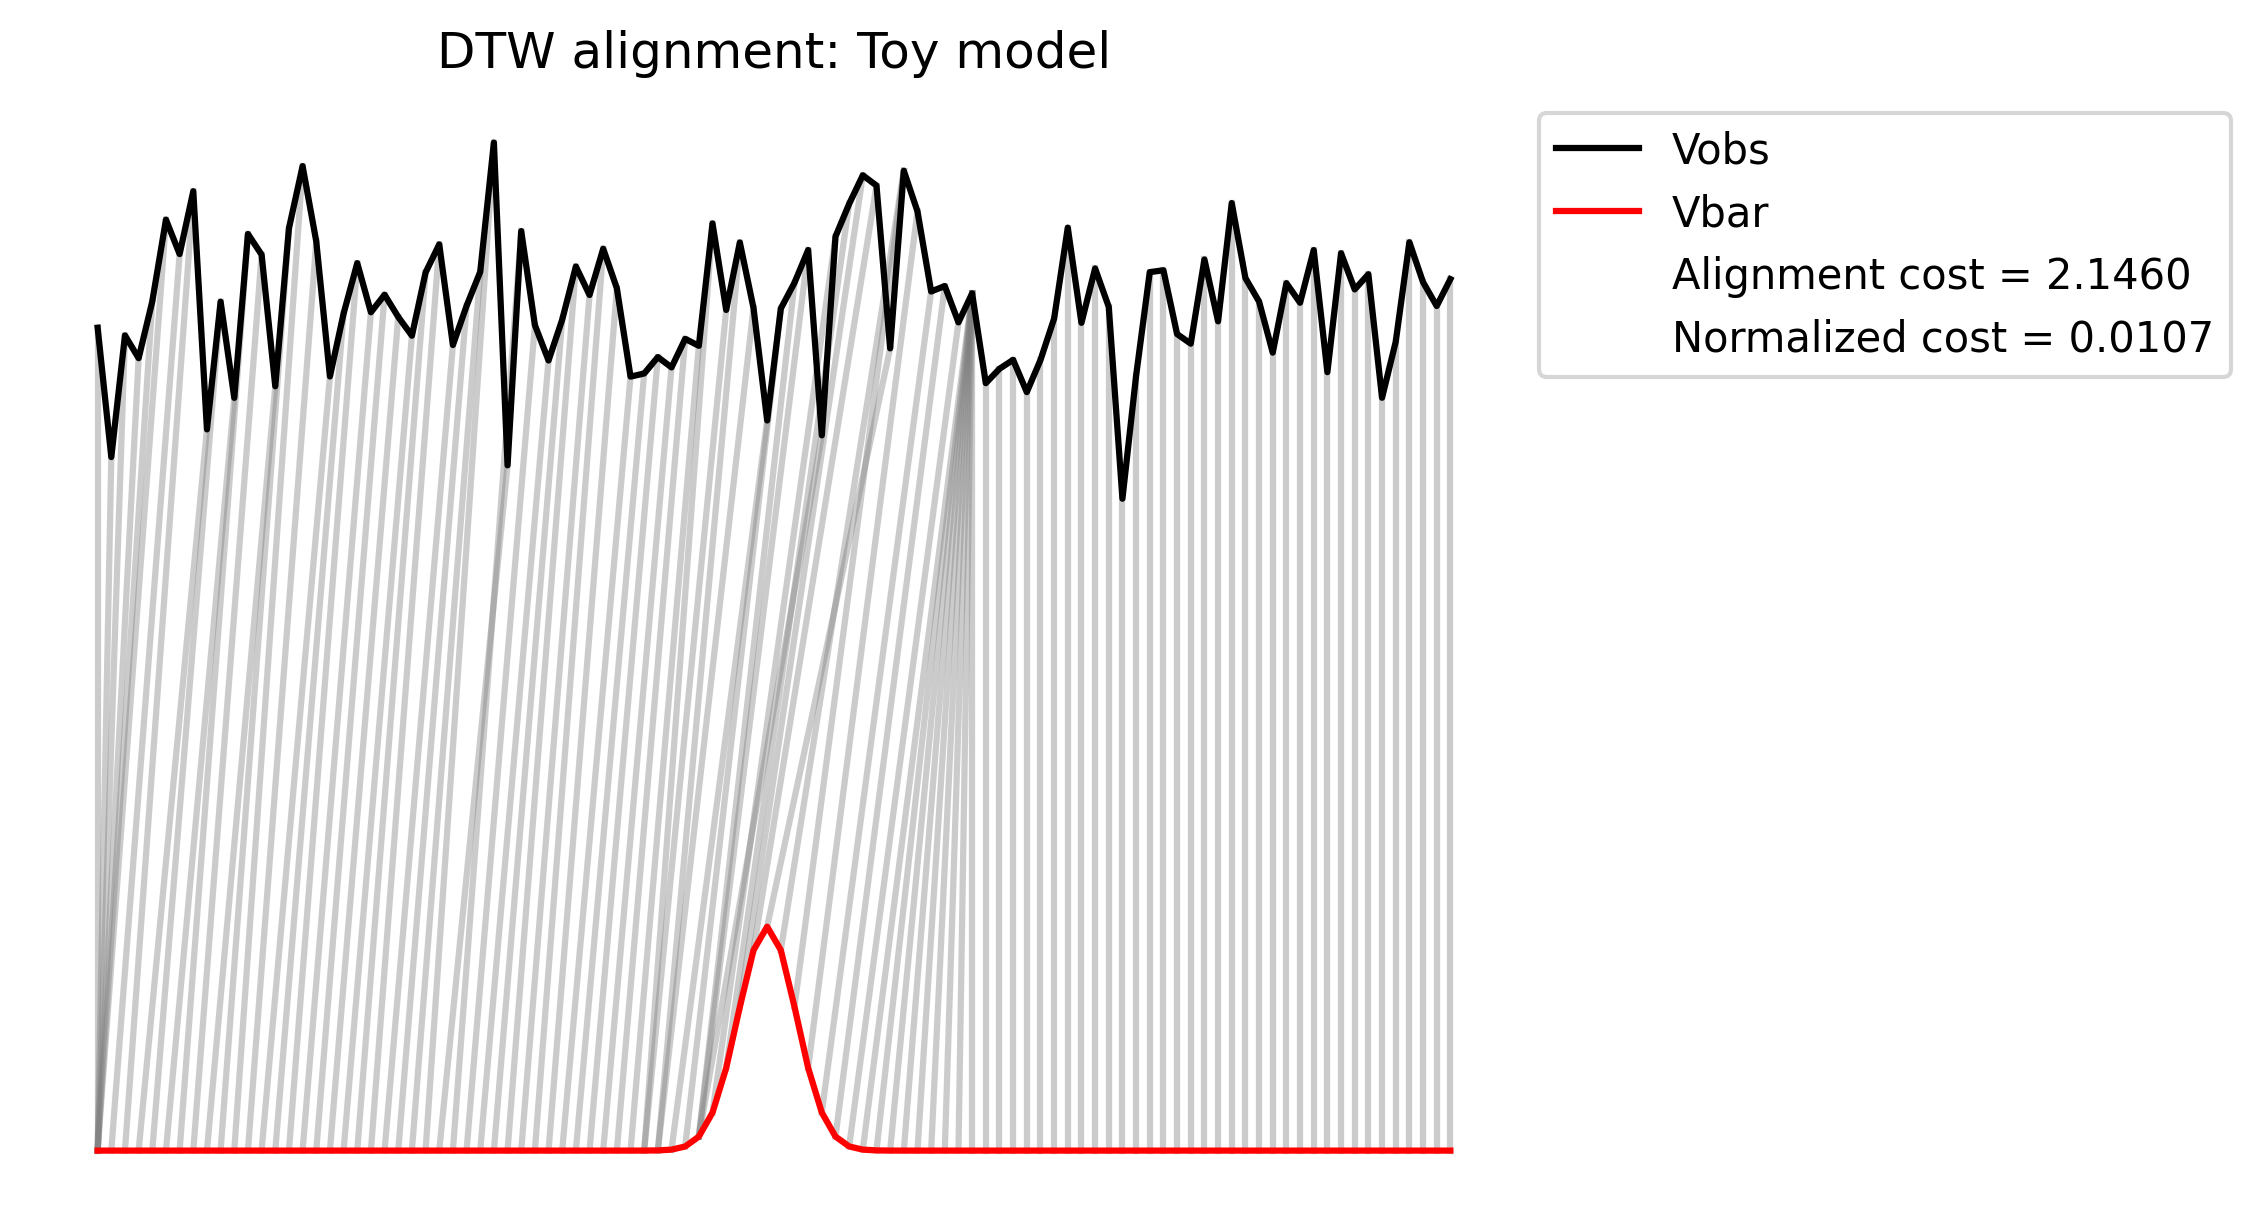 DTW alignment: Toy model
Vobs
Vbar
Alignment cost = 2.1460
Normalized cost = 0.0107